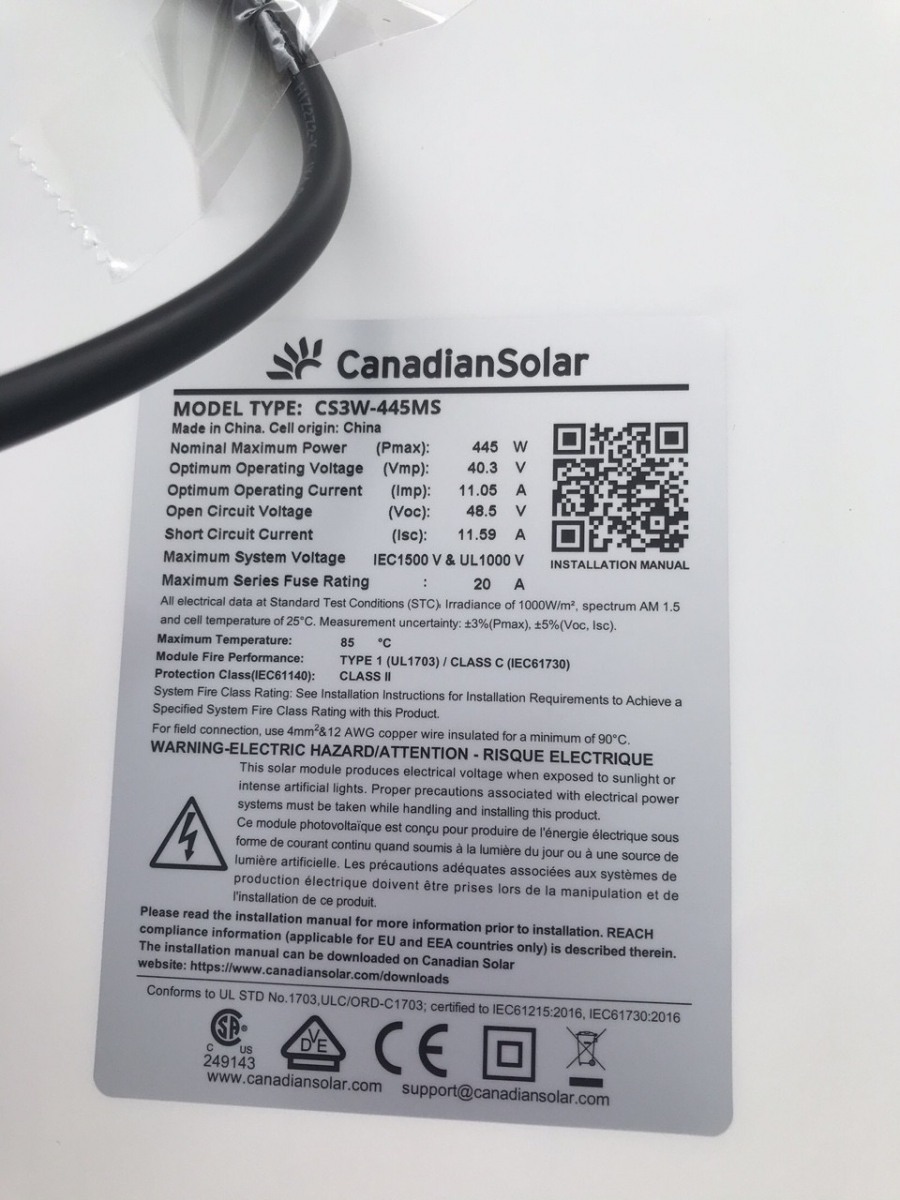 CanadianSolar
MODEL TYPE: CS3W-445MS
Made in China. Cell origin: China
Nominal Maximum Power (Pmax): 445 W
Optimum Operating Voltage (Vmp): 40.3 V
Optimum Operating Current (Imp): 11.05 A
Open Circuit Voltage (Voc): 48.5 V
Short Circuit Current (Isc): 11.59 A
Maximum System Voltage IEC1500 V & UL1000 V
Maximum Series Fuse Rating : 20 A
INSTALLATION MANUAL
All electrical data at Standard Test Conditions (STC), Irradiance of 1000W/m², spectrum AM 1.5
and cell temperature of 25°C. Measurement uncertainty: ±3%(Pmax), ±5%(Voc, Isc).
Maximum Temperature: 85 °C
Module Fire Performance: TYPE 1 (UL1703) / CLASS C (IEC61730)
Protection Class(IEC61140): CLASS II
System Fire Class Rating: See Installation Instructions for Installation Requirements to Achieve a
Specified System Fire Class Rating with this Product.
For field connection, use 4mm²&12 AWG copper wire insulated for a minimum of 90°C.
WARNING-ELECTRIC HAZARD/ATTENTION - RISQUE ELECTRIQUE
This solar module produces electrical voltage when exposed to sunlight or
intense artificial lights. Proper precautions associated with electrical power
systems must be taken while handling and installing this product.
Ce module photovoltaïque est conçu pour produire de l'énergie électrique sous
forme de courant continu quand soumis à la lumière du jour ou à une source de
lumière artificielle. Les précautions adéquates associées aux systèmes de
production électrique doivent être prises lors de la manipulation et de
l'installation de ce produit.
Please read the installation manual for more information prior to installation. REACH
compliance information (applicable for EU and EEA countries only) is described therein.
The installation manual can be downloaded on Canadian Solar
website: https://www.canadiansolar.com/downloads
Conforms to UL STD No.1703,ULC/ORD-C1703; certified to IEC61215:2016, IEC61730:2016
SA®
C US
249143
DVE
CE
www.canadiansolar.com support@canadiansolar.com